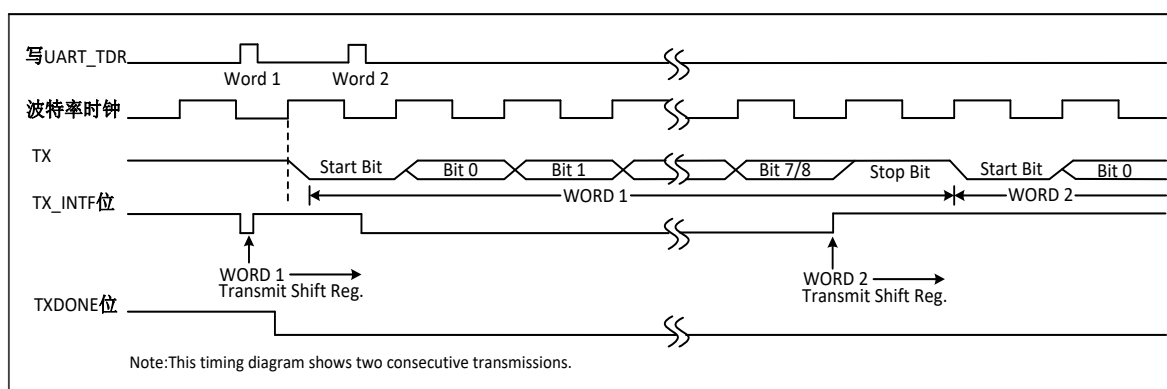 写UART_TDR
Word 1 Word 2
波特率时钟
TX
Start Bit Bit 0 Bit 1 Bit 7/8 Stop Bit Start Bit Bit 0
WORD 1 WORD 2
TX_INTF位
WORD 1 WORD 2
Transmit Shift Reg. Transmit Shift Reg.
TXDONE位
Note:This timing diagram shows two consecutive transmissions.